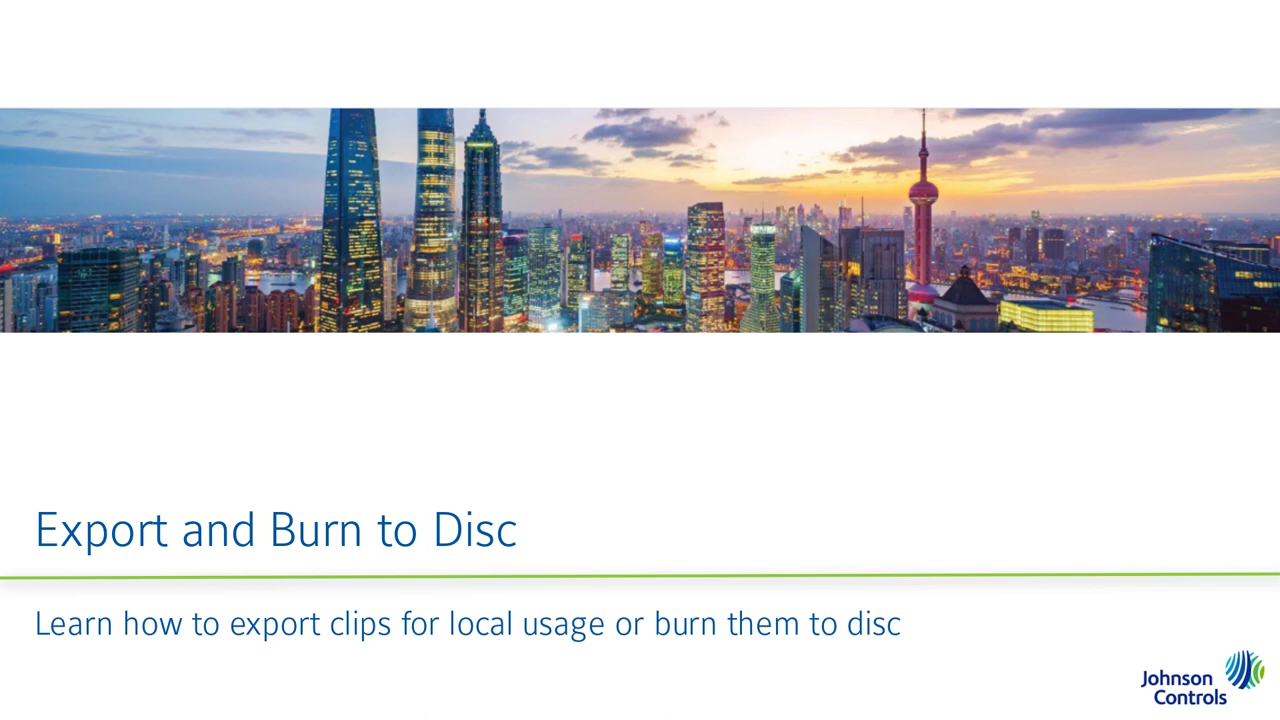 Export and Burn to Disc
Learn how to export clips for local usage or burn them to disc
Johnson
Controls